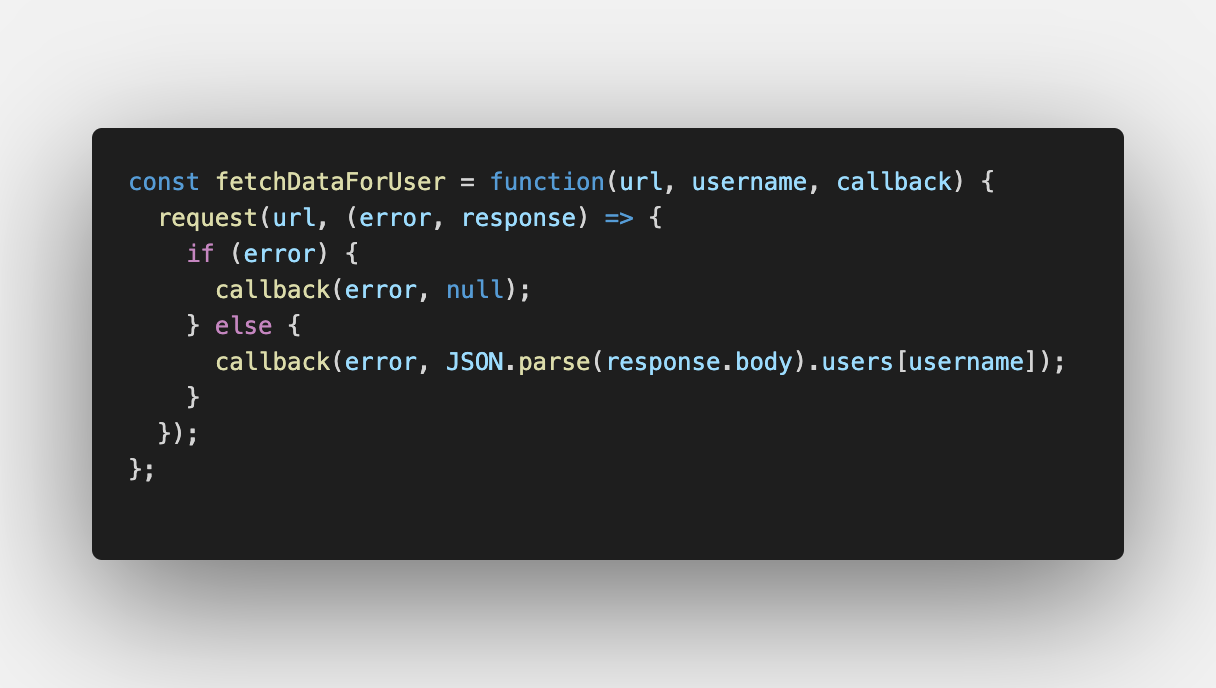 const fetchDataForUser = function(url, username, callback) {
  request(url, (error, response) => {
    if (error) {
      callback(error, null);
    } else {
      callback(error, JSON.parse(response.body).users[username]);
    }
  });
};